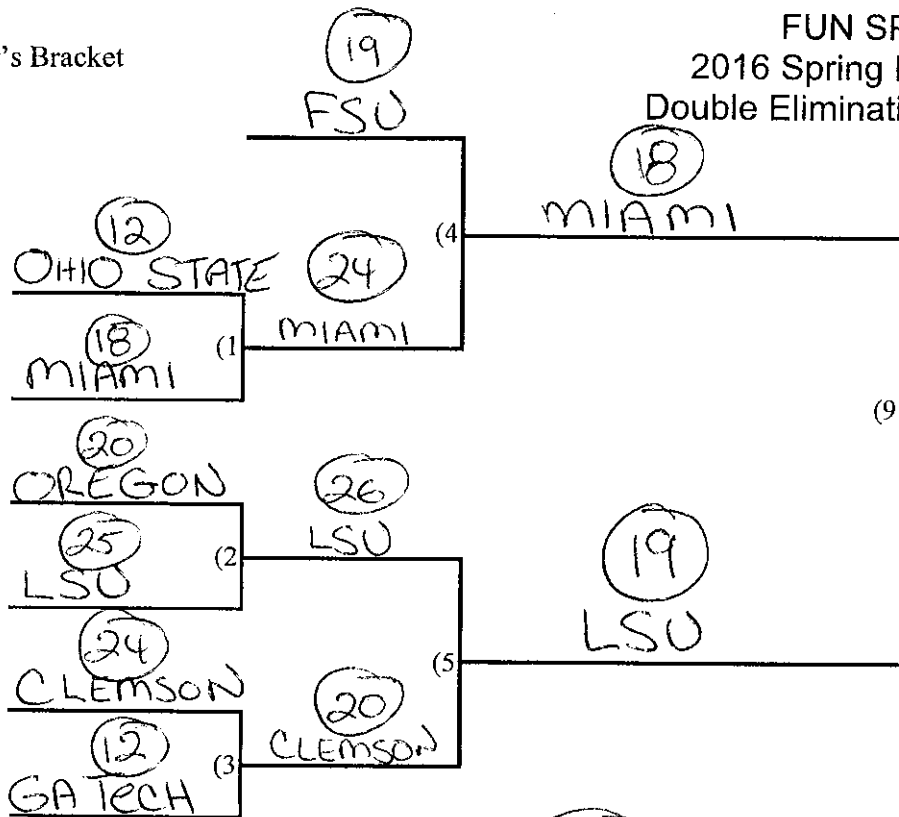 's Bracket
FUN SP
2016 Spring
Double Eliminati
19
FSU
18
MIAMI
(4
12
OHIO STATE
24
MIAMI
(1
18
MIAMI
(9
20
OREGON
26
LSU
(2
25
LSU
19
LSU
(5
24
CLEMSON
20
CLEMSON
(3
12
GA TECH